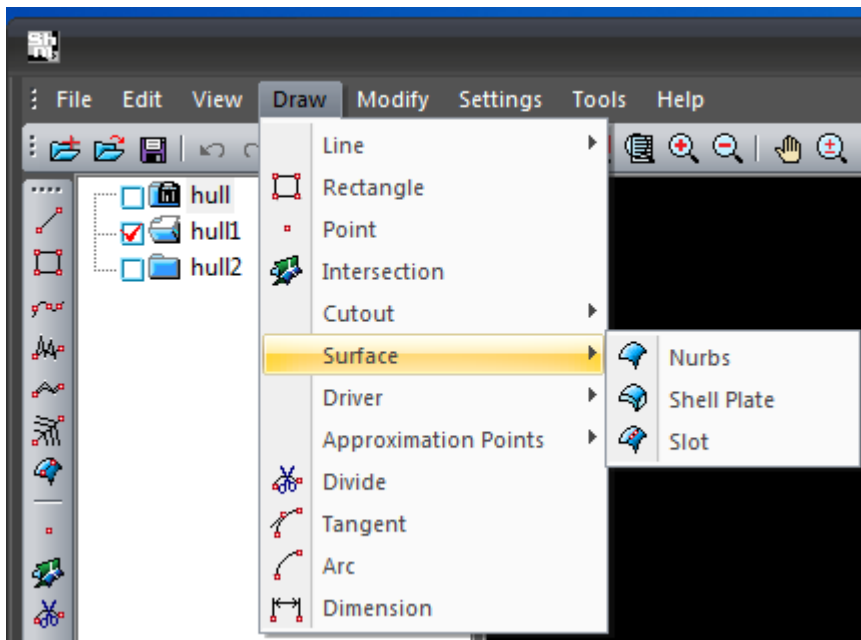 File Edit View Draw Modify Settings Tools Help
hull
hull1
hull2
Line
Rectangle
Point
Intersection
Cutout
Surface
Driver
Approximation Points
Divide
Tangent
Arc
Dimension
Nurbs
Shell Plate
Slot